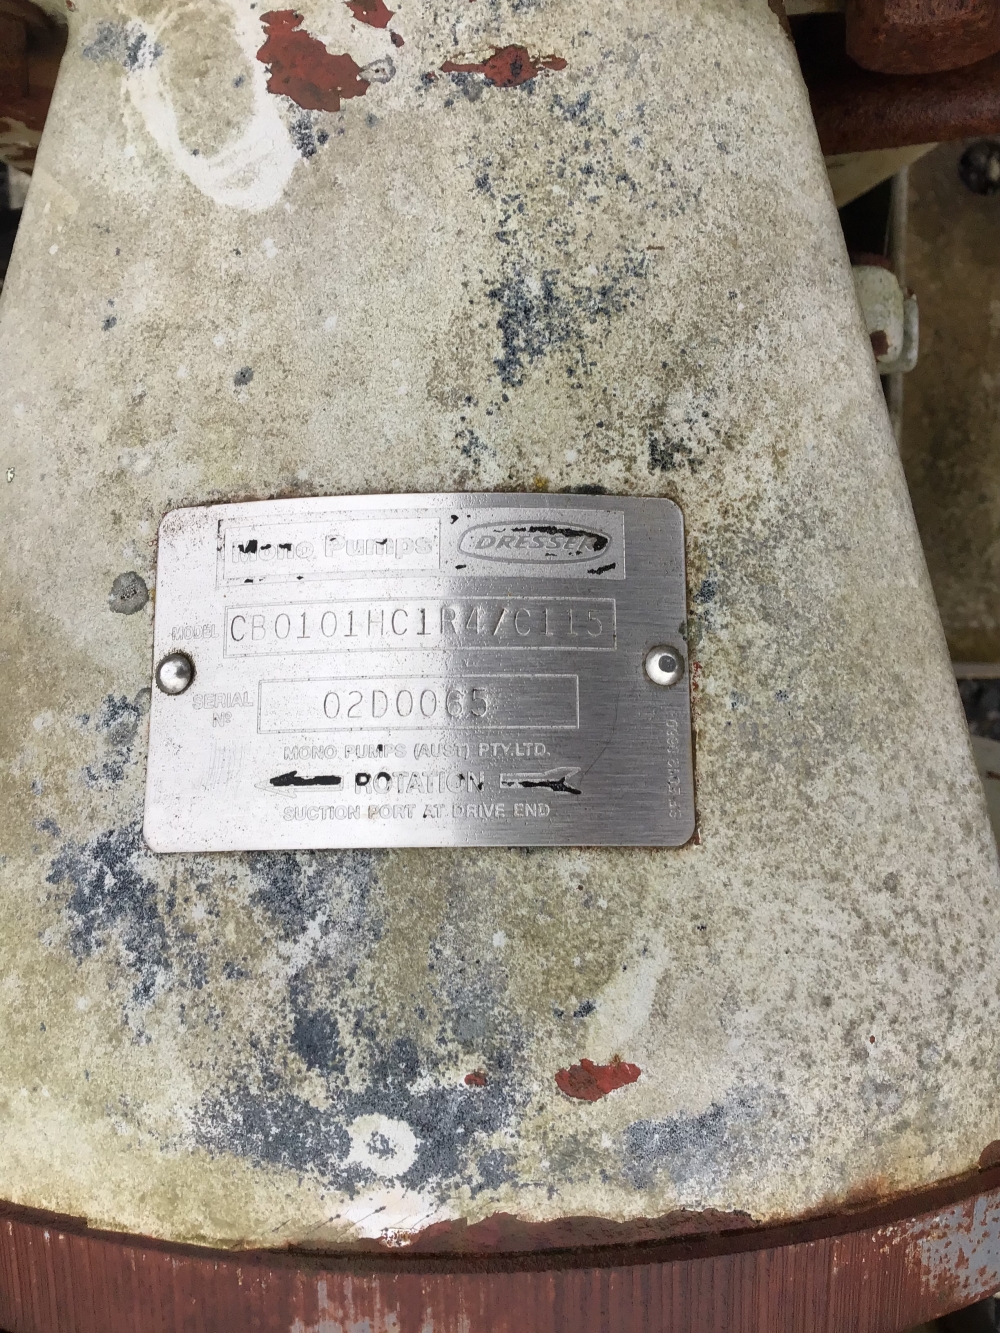 Mono Pumps DRESSER
MODEL CB0101HC1R4/C115
SERIAL Nº 02D0065
MONO PUMPS (AUST) PTY.LTD.
ROTATION
SUCTION PORT AT DRIVE END